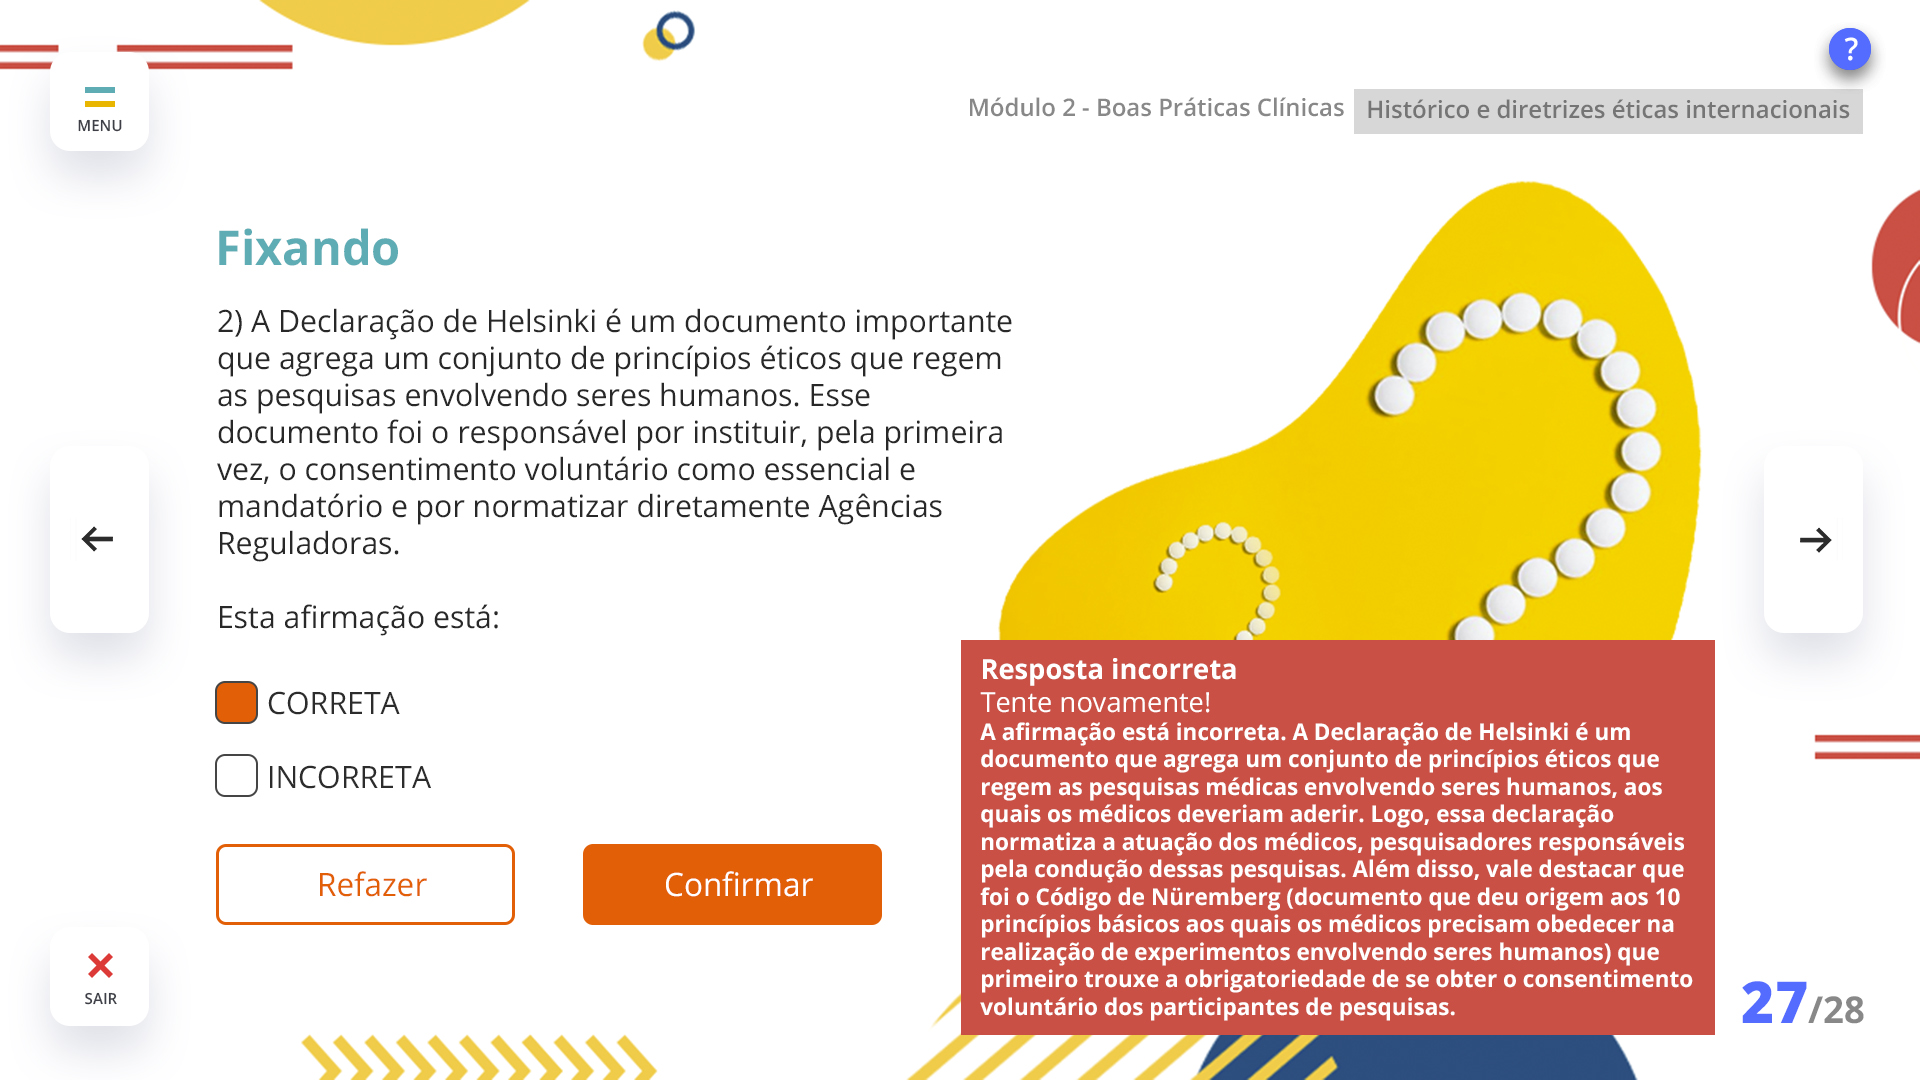 ?
MENU
Módulo 2 - Boas Práticas Clínicas
Histórico e diretrizes éticas internacionais
Fixando
2) A Declaração de Helsinki é um documento importante
que agrega um conjunto de princípios éticos que regem
as pesquisas envolvendo seres humanos. Esse
documento foi o responsável por instituir, pela primeira
vez, o consentimento voluntário como essencial e
mandatório e por normatizar diretamente Agências
Reguladoras.
Esta afirmação está:
CORRETA
INCORRETA
Refazer
Confirmar
Resposta incorreta
Tente novamente!
A afirmação está incorreta. A Declaração de Helsinki é um
documento que agrega um conjunto de princípios éticos que
regem as pesquisas médicas envolvendo seres humanos, aos
quais os médicos deveriam aderir. Logo, essa declaração
normatiza a atuação dos médicos, pesquisadores responsáveis
pela condução dessas pesquisas. Além disso, vale destacar que
foi o Código de Nüremberg (documento que deu origem aos 10
princípios básicos aos quais os médicos precisam obedecer na
realização de experimentos envolvendo seres humanos) que
primeiro trouxe a obrigatoriedade de se obter o consentimento
voluntário dos participantes de pesquisas.
SAIR
27/28